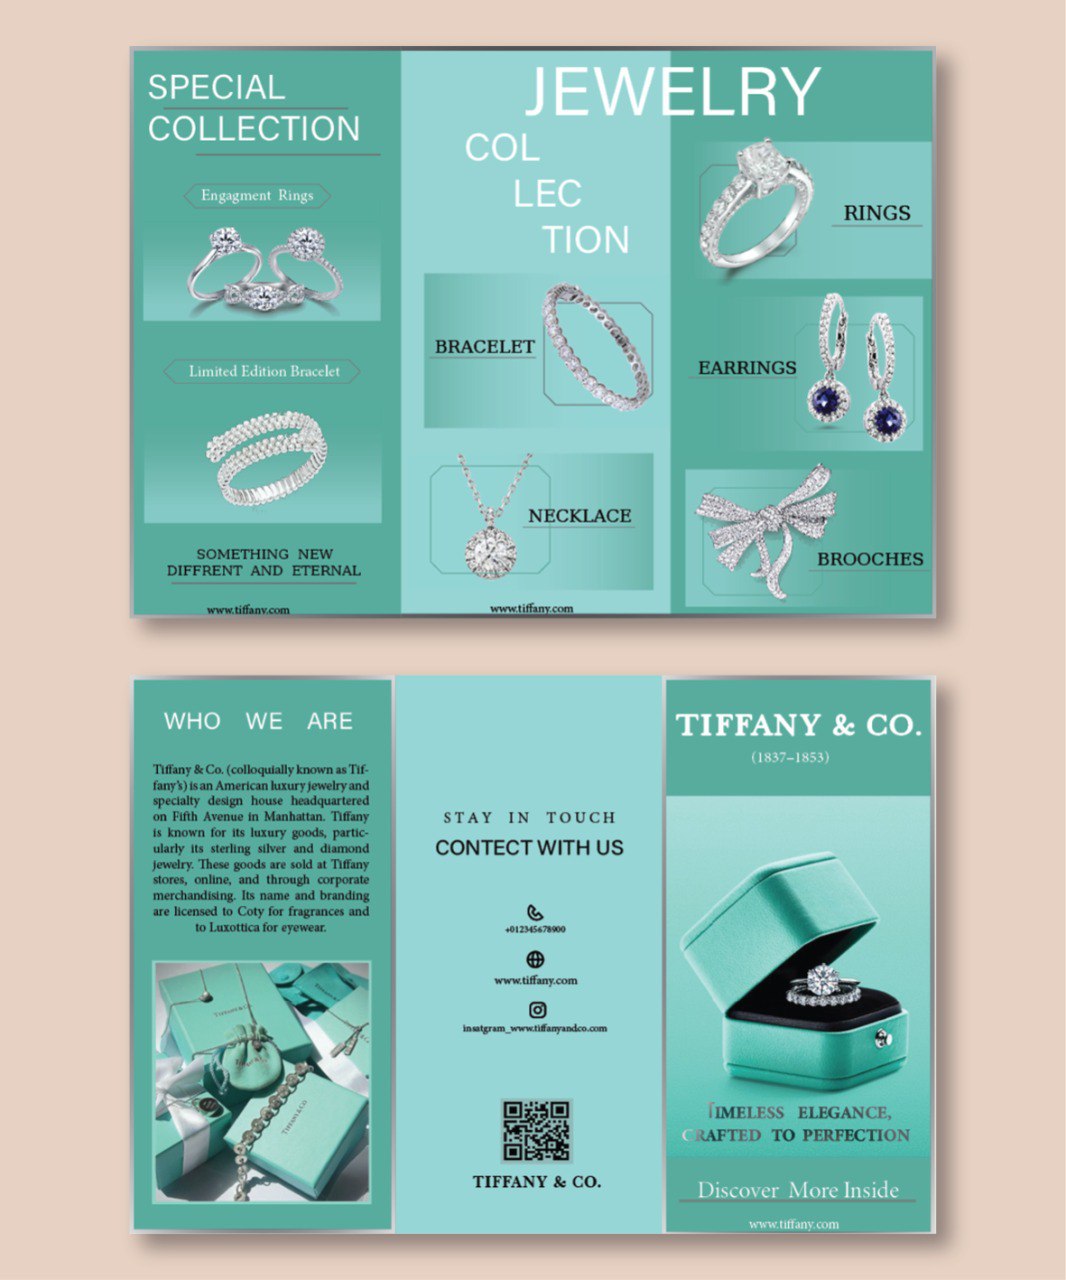 SPECIAL
COLLECTION
Engagment Rings
Limited Edition Bracelet
SOMETHING NEW
DIFFRENT AND ETERNAL
www.tiffany.com
JEWELRY
COL
LEC
TION
BRACELET
NECKLACE
www.tiffany.com
RINGS
EARRINGS
BROOCHES
WHO WE ARE
Tiffany & Co. (colloquially known as Tif-
fany's) is an American luxury jewelry and
specialty design house headquartered
on Fifth Avenue in Manhattan. Tiffany
is known for its luxury goods, partic-
ularly its sterling silver and diamond
jewelry. These goods are sold at Tiffany
stores, online, and through corporate
merchandising. Its name and branding
are licensed to Coty for fragrances and
to Luxottica for eyewear.
TIFFANY & CO
STAY IN TOUCH
CONTECT WITH US
+012345678900
www.tiffany.com
insatgram_www.tiffanyandco.com
TIFFANY & CO.
TIFFANY & CO.
(1837–1853)
TIMELESS ELEGANCE,
CRAFTED TO PERFECTION
Discover More Inside
www.tiffany.com